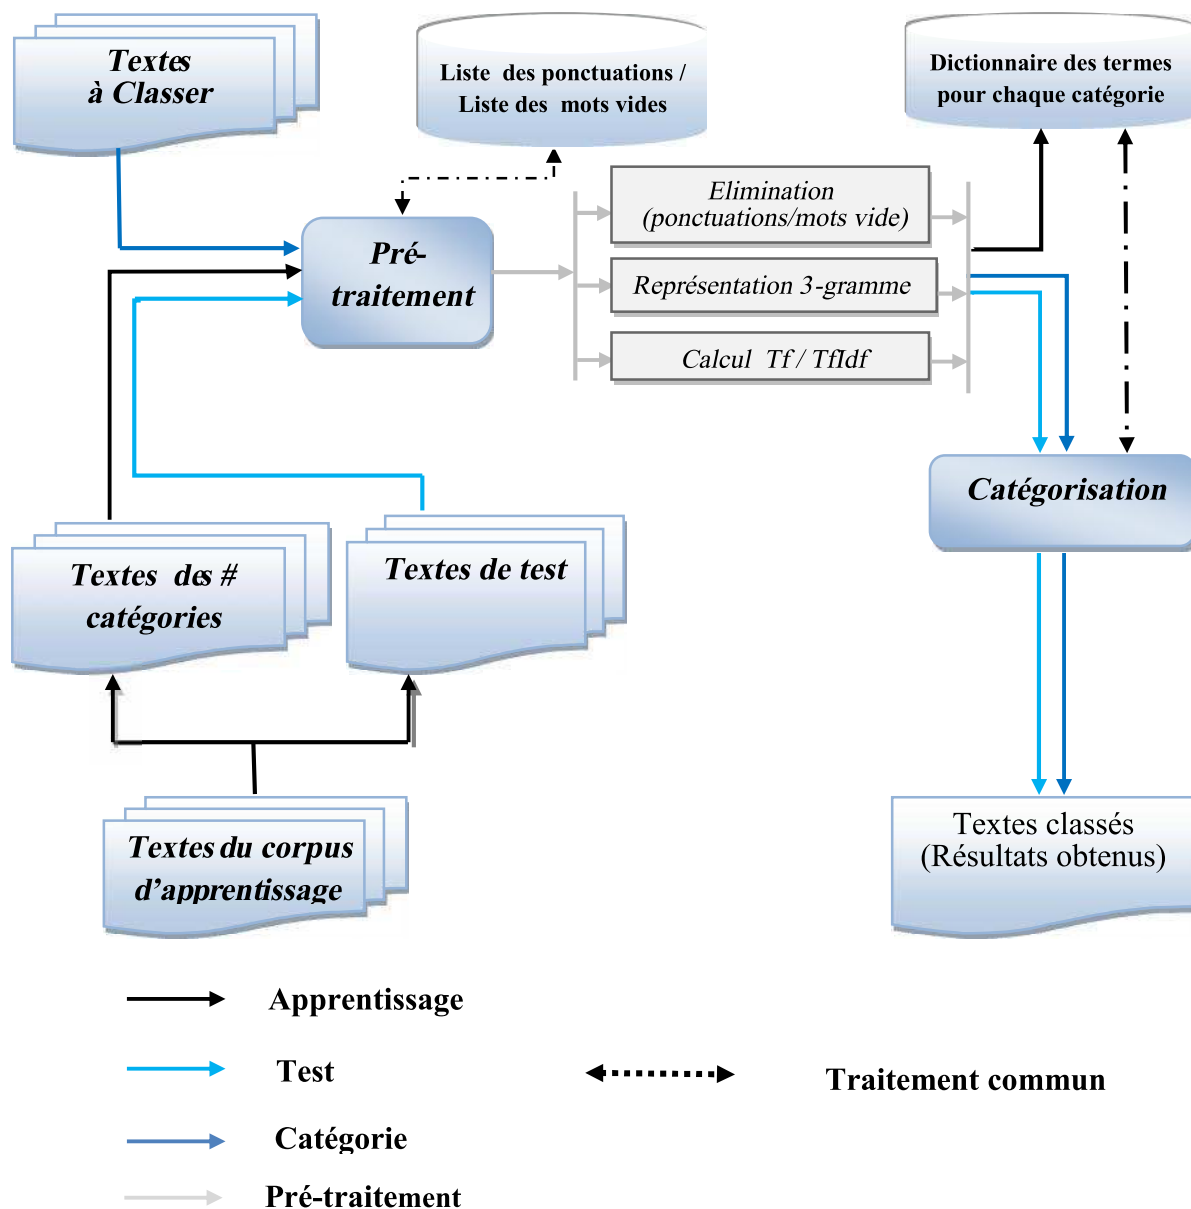 Textes
à Classer
Liste des ponctuations /
Liste des mots vides
Dictionnaire des termes
pour chaque catégorie
Pré-
traitement
Elimination
(ponctuations/mots vide)
Représentation 3-gramme
Calcul Tf / TfIdf
Catégorisation
Textes des #
catégories
Textes de test
Textes du corpus
d'apprentissage
Textes classés
(Résultats obtenus)
Apprentissage
Test
Traitement commun
Catégorie
Pré-traitement